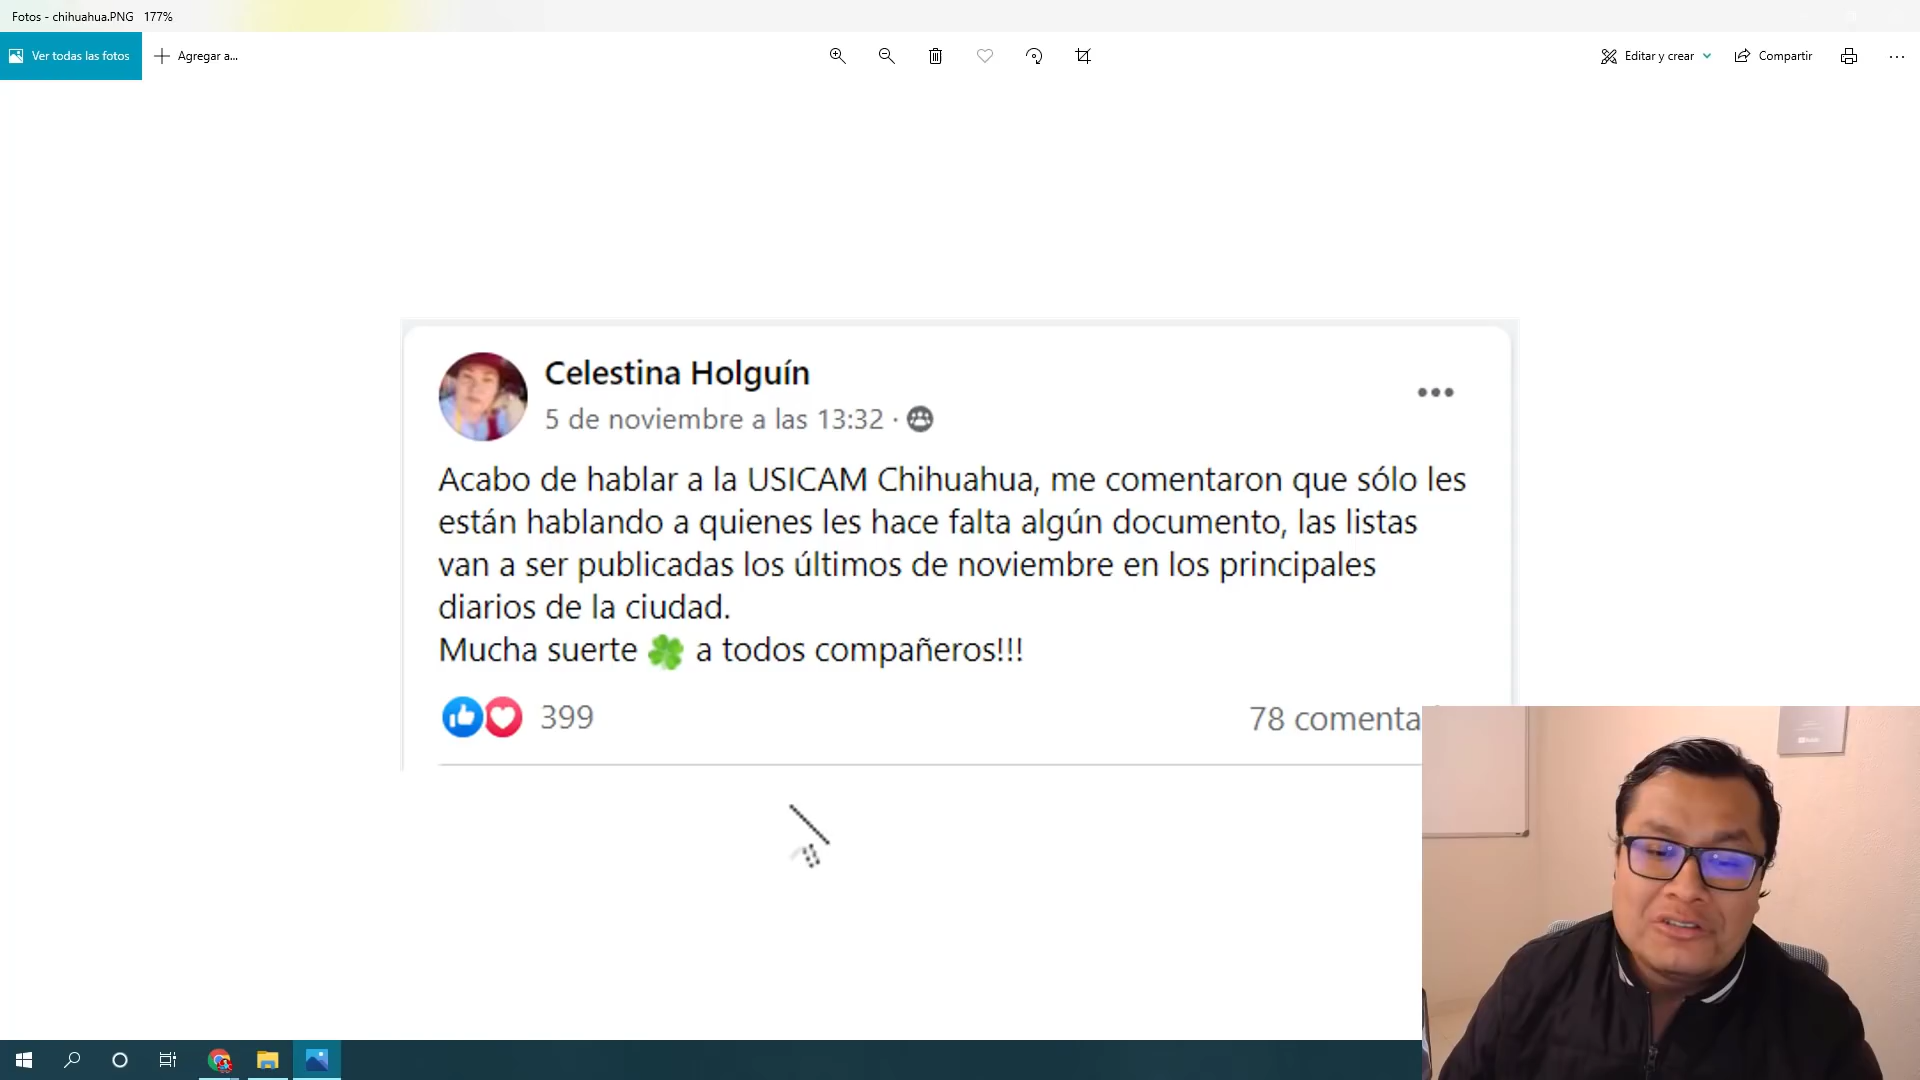 Fotos - chihuahua.PNG 177%
Ver todas las fotos
Agregar a...
Editar y crear
Compartir
Celestina Holguín
5 de noviembre a las 13:32 ·
Acabo de hablar a la USICAM Chihuahua, me comentaron que sólo les
están hablando a quienes les hace falta algún documento, las listas
van a ser publicadas los últimos de noviembre en los principales
diarios de la ciudad.
Mucha suerte 🍀 a todos compañeros!!!
399
78 comenta